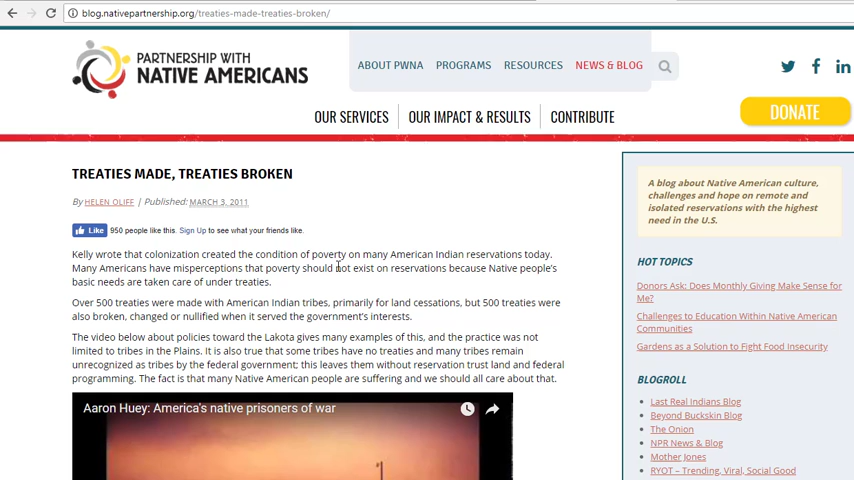 blog.nativepartnership.org/treaties-made-treaties-broken/
PARTNERSHIP WITH
NATIVE AMERICANS
ABOUT PWNA PROGRAMS RESOURCES NEWS & BLOG
OUR SERVICES OUR IMPACT & RESULTS CONTRIBUTE
DONATE
TREATIES MADE, TREATIES BROKEN
By HELEN OLIFF / Published: MARCH 3, 2011
Like 950 people like this. Sign Up to see what your friends like.
Kelly wrote that colonization created the condition of poverty on many American Indian reservations today.
Many Americans have misperceptions that poverty should not exist on reservations because Native people's
basic needs are taken care of under treaties.
Over 500 treaties were made with American Indian tribes, primarily for land cessations, but 500 treaties were
also broken, changed or nullified when it served the government's interests.
The video below about policies toward the Lakota gives many examples of this, and the practice was not
limited to tribes in the Plains. It is also true that some tribes have no treaties and many tribes remain
unrecognized as tribes by the federal government; this leaves them without reservation trust land and federal
programming. The fact is that many Native American people are suffering and we should all care about that.
Aaron Huey: America's native prisoners of war
A blog about Native American culture,
challenges and hope on remote and
isolated reservations with the highest
need in the U.S.
HOT TOPICS
Donors Ask: Does Monthly Giving Make Sense for
Me?
Challenges to Education Within Native American
Communities
Gardens as a Solution to Fight Food Insecurity
BLOGROLL
Last Real Indians Blog
Beyond Buckskin Blog
The Onion
NPR News & Blog
Mother Jones
RYOT – Trending, Viral, Social Good